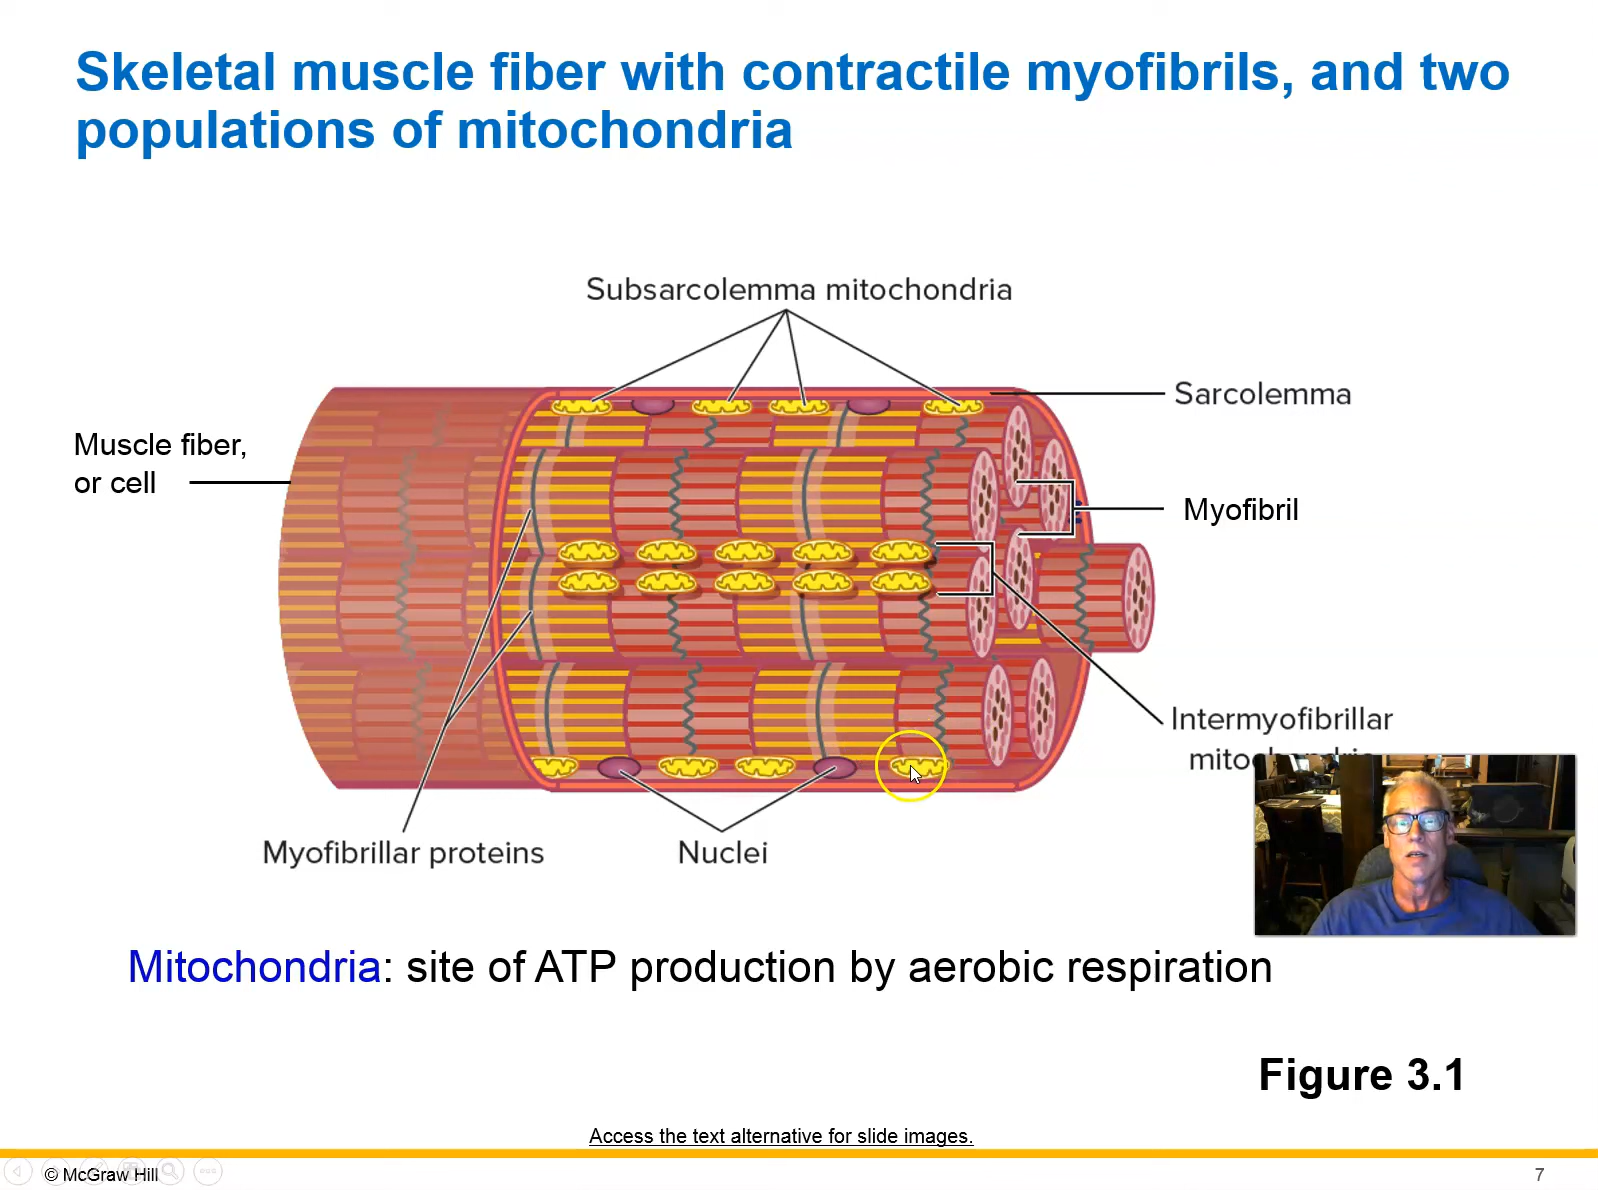 Skeletal muscle fiber with contractile myofibrils, and two
populations of mitochondria
Subsarcolemma mitochondria
Sarcolemma
Muscle fiber,
or cell
Myofibril
Intermyofibrillar
Myofibrillar proteins
Nuclei
Mitochondria: site of ATP production by aerobic respiration
Figure 3.1
Access the text alternative for slide images.
© McGraw Hill
7